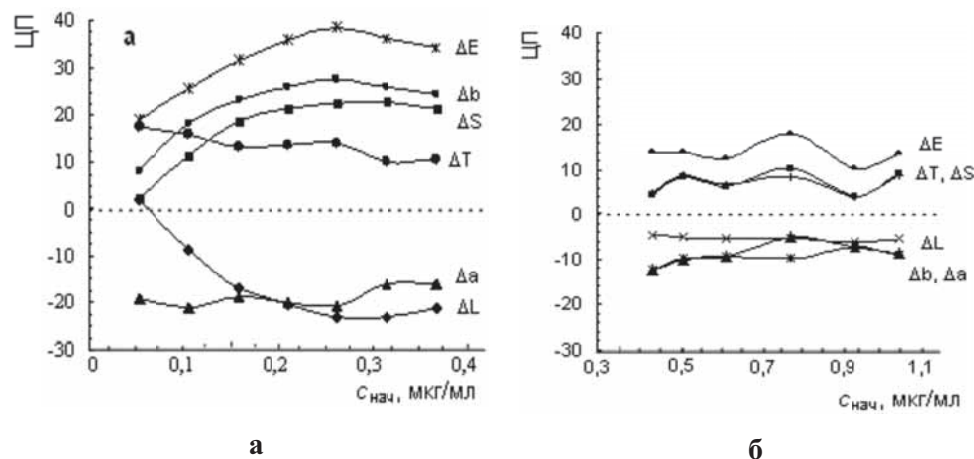 ЦП
а
40
30
20
10
0
-10
-20
-30
ΔE
Δb
ΔS
ΔT
Δa
ΔL
0 0,1 0,2 0,3 0,4
Cнач, мкг/мл
а
ЦП
40
30
20
10
0
-10
-20
-30
ΔE
ΔT, ΔS
ΔL
Δb, Δa
0,3 0,5 0,7 0,9 1,1
Cнач, мкг/мл
б